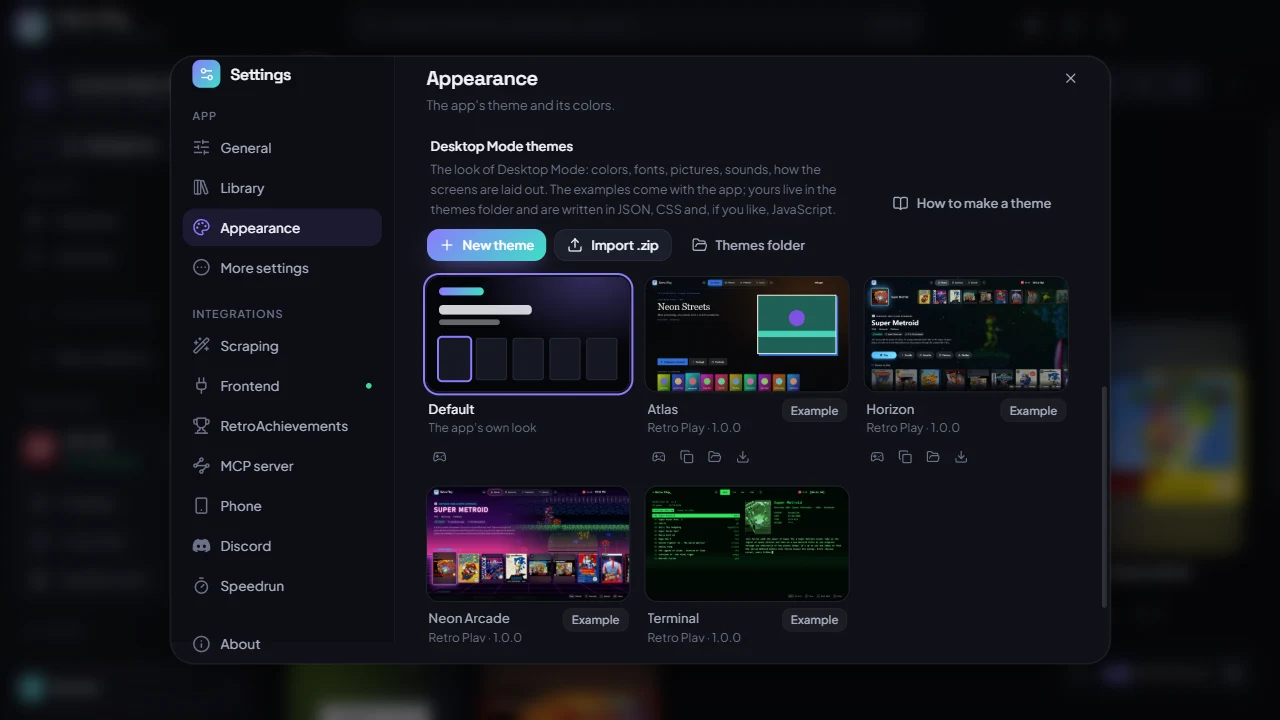 Settings
APP
General
Library
Appearance
More settings
INTEGRATIONS
Scraping
Frontend
RetroAchievements
MCP server
Phone
Discord
Speedrun
About
Appearance
The app's theme and its colors.
Desktop Mode themes
The look of Desktop Mode: colors, fonts, pictures, sounds, how the
screens are laid out. The examples come with the app; yours live in the
themes folder and are written in JSON, CSS and, if you like, JavaScript.
How to make a theme
New theme
Import .zip
Themes folder
Neon Streets
Super Metroid
Default
The app's own look
Atlas
Retro Play · 1.0.0
Example
Horizon
Retro Play · 1.0.0
Example
SUPER METROID
Super Metroid
Neon Arcade
Retro Play · 1.0.0
Example
Terminal
Retro Play · 1.0.0
Example